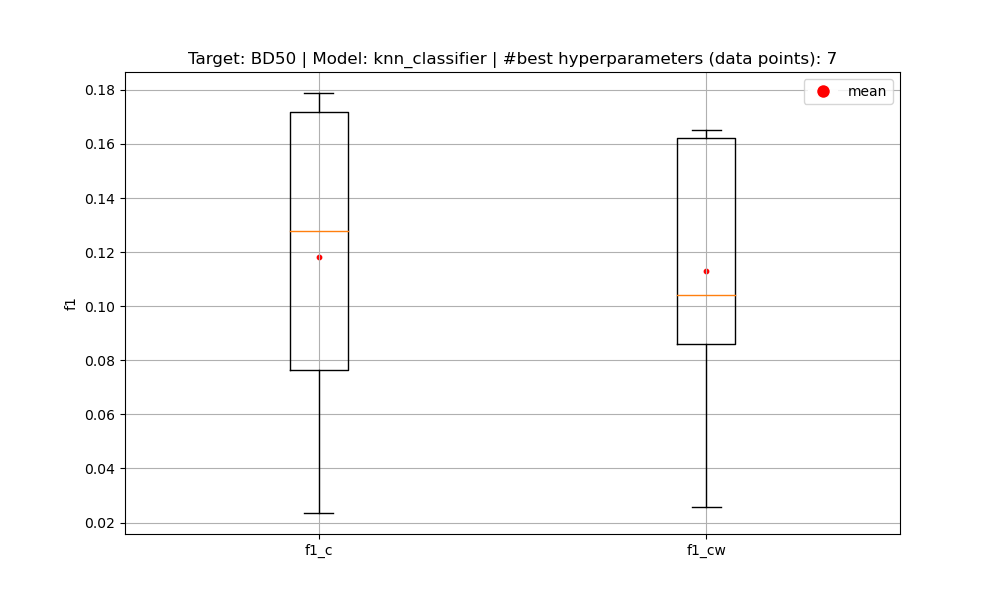 Target: BD50 | Model: knn_classifier | #best hyperparameters (data points): 7
mean
0.18
0.16
0.14
0.12
0.10
0.08
0.06
0.04
0.02
f1
f1_c
f1_cw